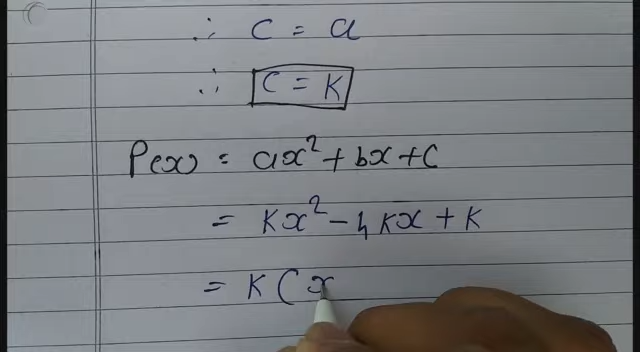 ∴ C = a
∴ C = K
P(x) = ax² + bx + C
= Kx² - 4Kx + K
= K (x